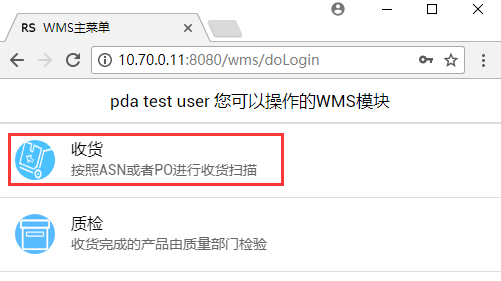 RS WMS主菜单
10.70.0.11:8080/wms/doLogin
pda test user 您可以操作的WMS模块
收货
按照ASN或者PO进行收货扫描
质检
收货完成的产品由质量部门检验